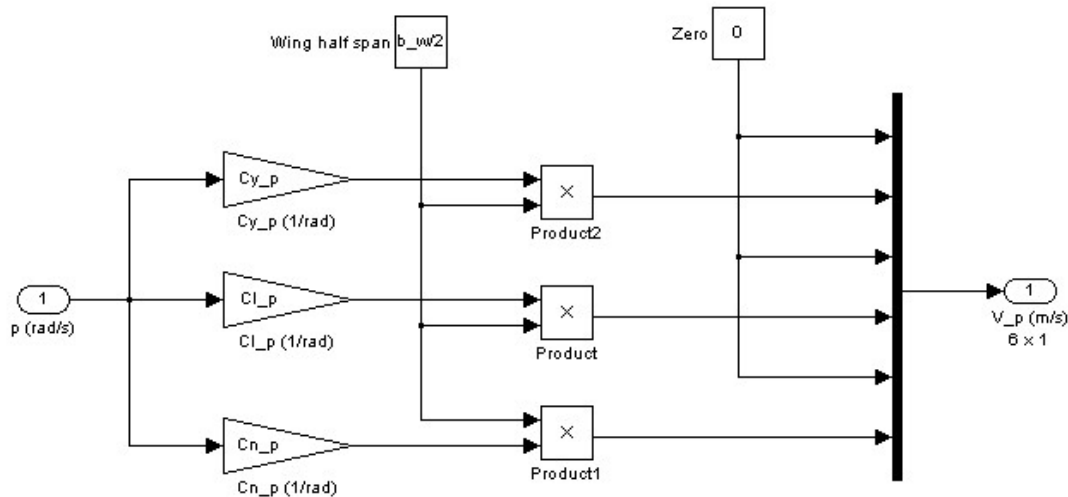 Wing half span
b_w/2
Zero
0
Cy_p
Cy_p (1/rad)
×
Product2
1
p (rad/s)
Cl_p
Cl_p (1/rad)
×
Product
1
V_p (m/s)
6 x 1
Cn_p
Cn_p (1/rad)
×
Product1